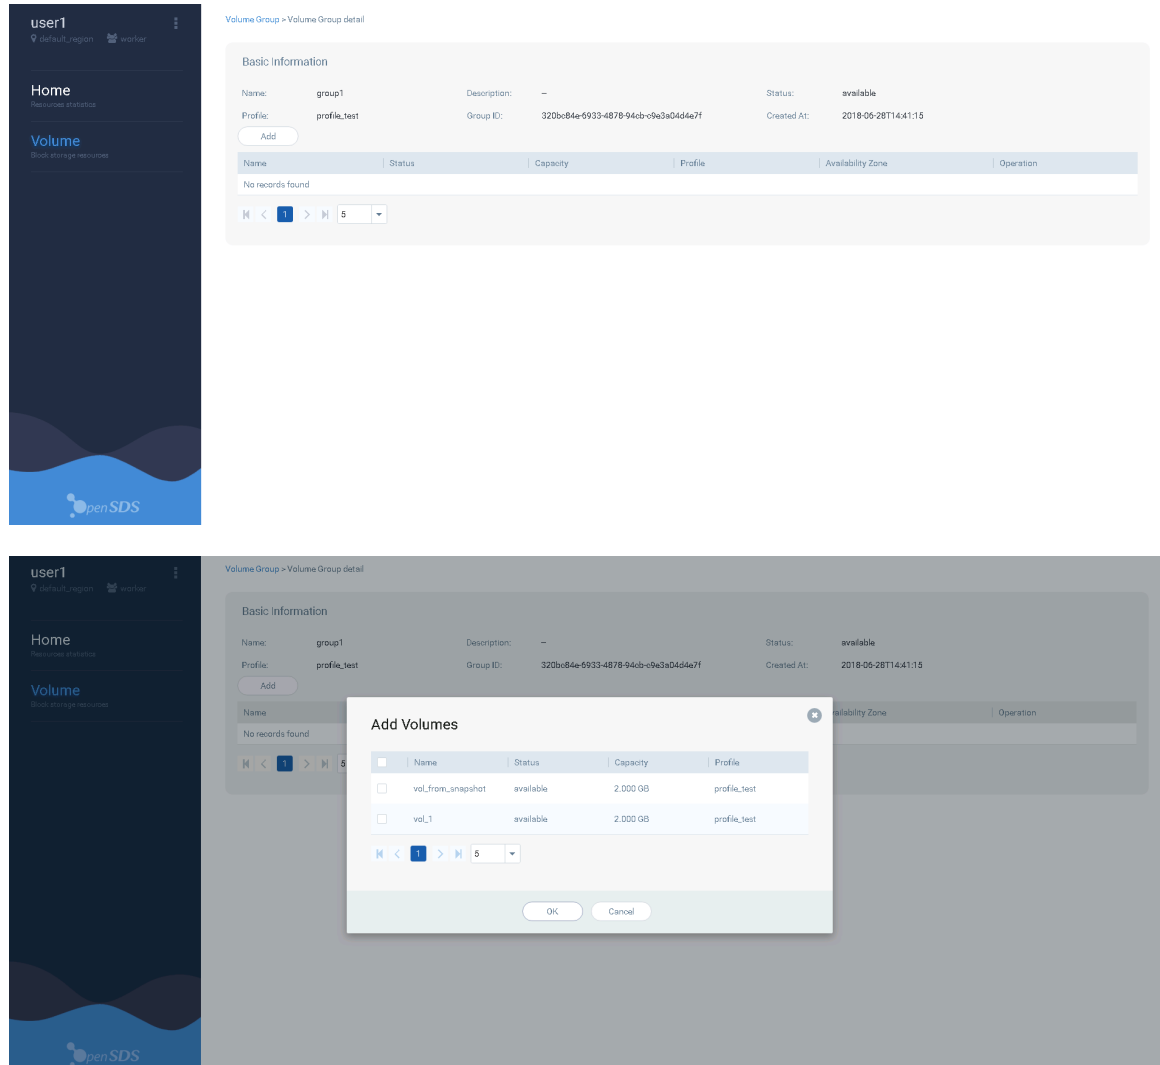 user1
default_region worker
Home
Resources statistics
Volume
Block storage resources
OpenSDS
Volume Group > Volume Group detail
Basic Information
Name: group1 Description: -- Status: available
Profile: profile_test Group ID: 320bc84e-6933-4878-94cb-c9e3a04d4e7f Created At: 2018-06-28T14:41:15
Add
Name Status Capacity Profile Availability Zone Operation
No records found
1 5
user1
default_region worker
Home
Resources statistics
Volume
Block storage resources
OpenSDS
Volume Group > Volume Group detail
Basic Information
Name: group1 Description: -- Status: available
Profile: profile_test Group ID: 320bc84e-6933-4878-94cb-c9e3a04d4e7f Created At: 2018-06-28T14:41:15
Add
Name vailability Zone Operation
No records found
1 5
Add Volumes
Name Status Capacity Profile
vol_from_snapshot available 2.000 GB profile_test
vol_1 available 2.000 GB profile_test
1 5
OK Cancel